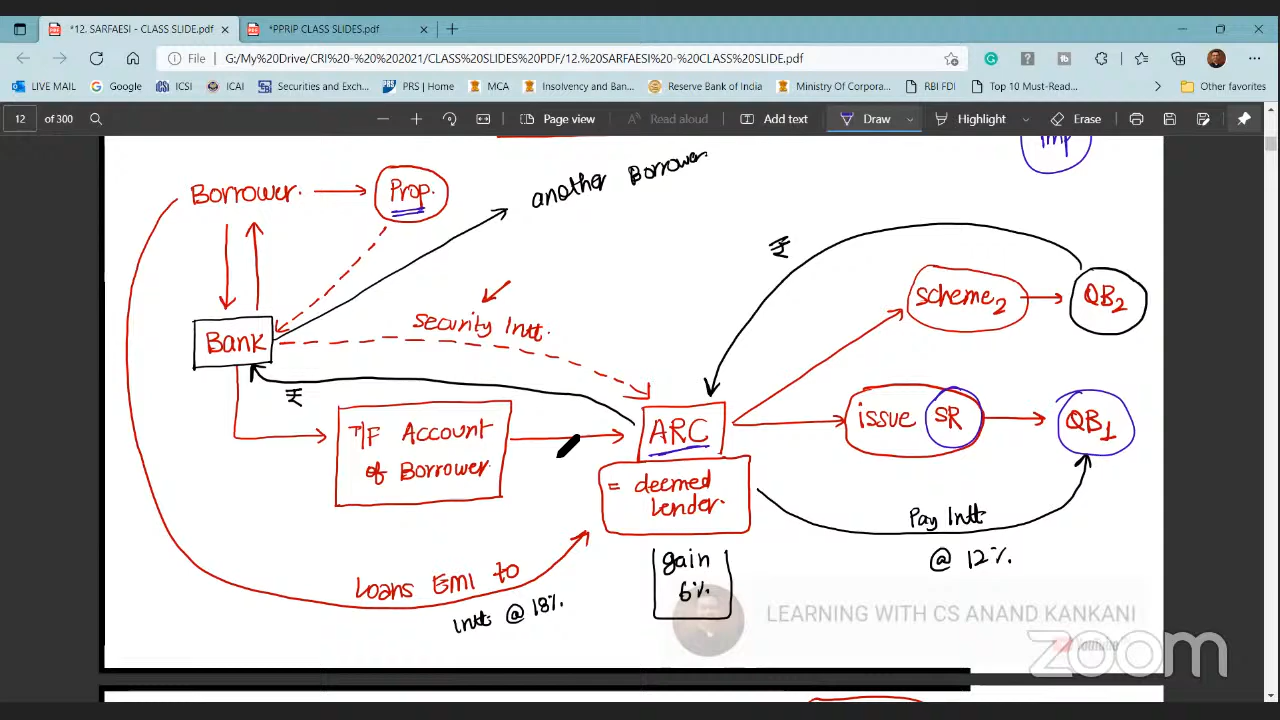 *12. SARFAESI - CLASS SLIDE.pdf
*PPRIP CLASS SLIDES.pdf
File
G:/My%20Drive/CRI%20-%20%202021/CLASS%20SLIDES%20PDF/12.%20SARFAESI%20-%20CLASS%20SLIDE.pdf
LIVE MAIL
Google
ICSI
ICAI
Securities and Exch...
PRS | Home
MCA
Insolvency and Ban...
Reserve Bank of India
Ministry Of Corpora...
RBI FDI
Top 10 Must-Read...
Other favorites
12 of 300
Page view
Read aloud
Add text
Draw
Highlight
Erase
Imp
Borrower.
Prop.
another Borrower.
₹
scheme2
QB2
security Intt.
Bank
₹
T/F Account
of Borrower.
ARC
issue SR
QB1
= deemed
lender.
Pay Intt
@ 12%.
gain
6%.
Loans EMI to
Intt @ 18%.
LEARNING WITH CS ANAND KANKANI
YouTube
zoom